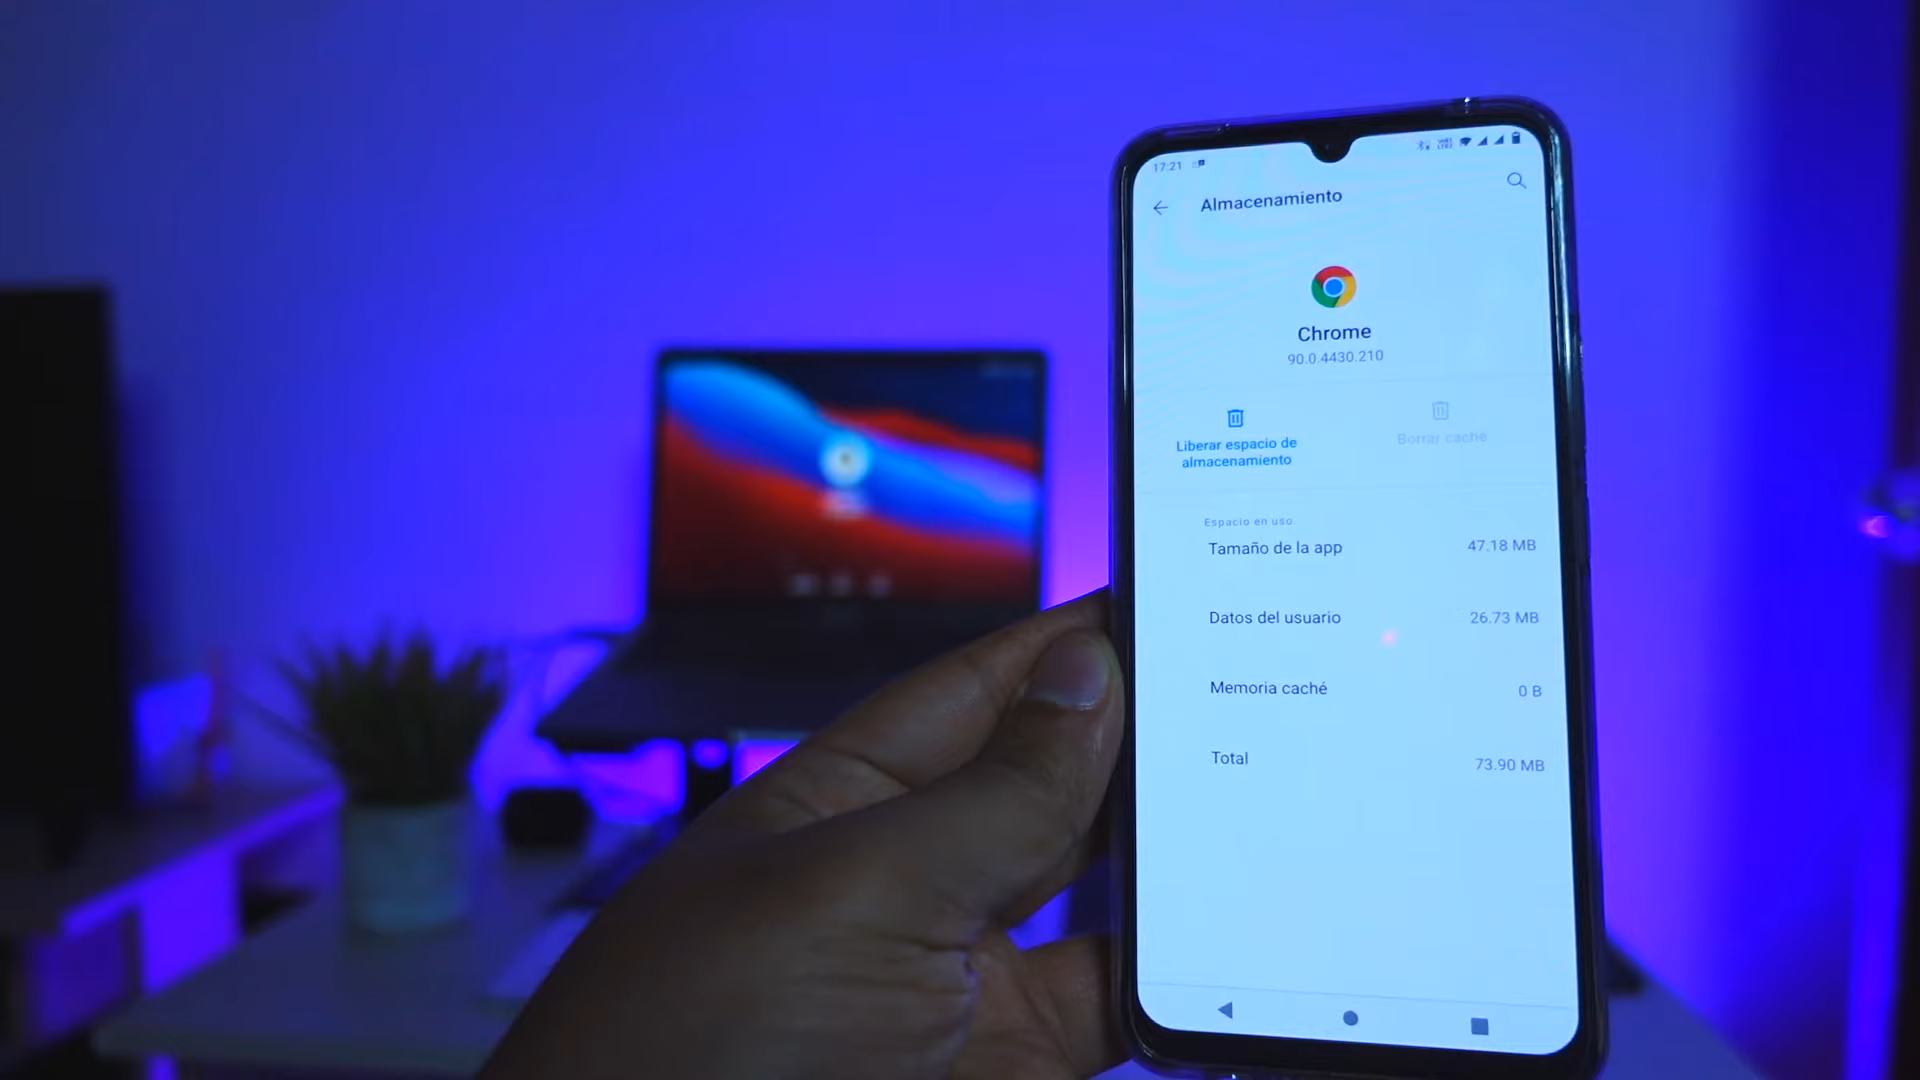 17:21
Almacenamiento
Chrome
90.0.4430.210
Liberar espacio de
almacenamiento
Borrar caché
Espacio en uso
Tamaño de la app
47.18 MB
Datos del usuario
26.73 MB
Memoria caché
0 B
Total
73.90 MB